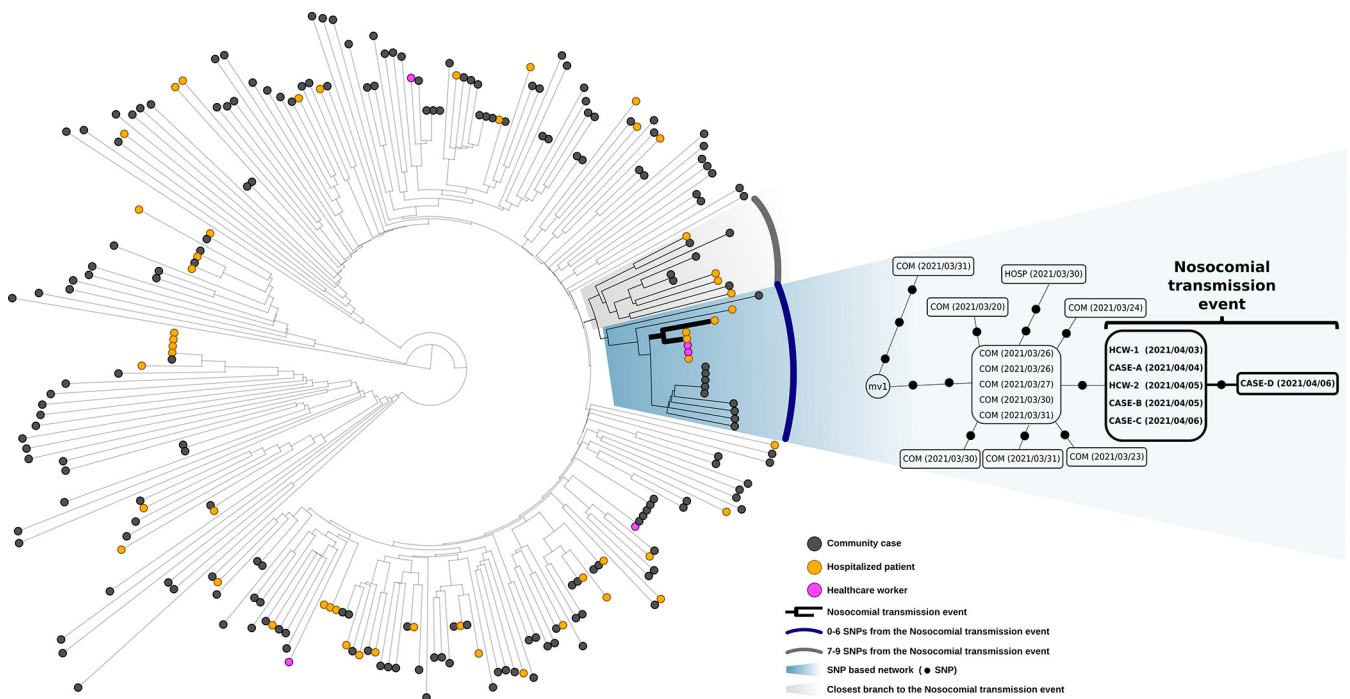 COM (2021/03/31)
HOSP (2021/03/30)
Nosocomial
transmission
event
COM (2021/03/20)
COM (2021/03/24)
COM (2021/03/26)
COM (2021/03/26)
COM (2021/03/27)
COM (2021/03/30)
COM (2021/03/31)
mv1
HCW-1 (2021/04/03)
CASE-A (2021/04/04)
HCW-2 (2021/04/05)
CASE-B (2021/04/05)
CASE-C (2021/04/06)
CASE-D (2021/04/06)
COM (2021/03/30)
COM (2021/03/31)
COM (2021/03/23)
Community case
Hospitalized patient
Healthcare worker
Nosocomial transmission event
0-6 SNPs from the Nosocomial transmission event
7-9 SNPs from the Nosocomial transmission event
SNP based network ( ● SNP)
Closest branch to the Nosocomial transmission event